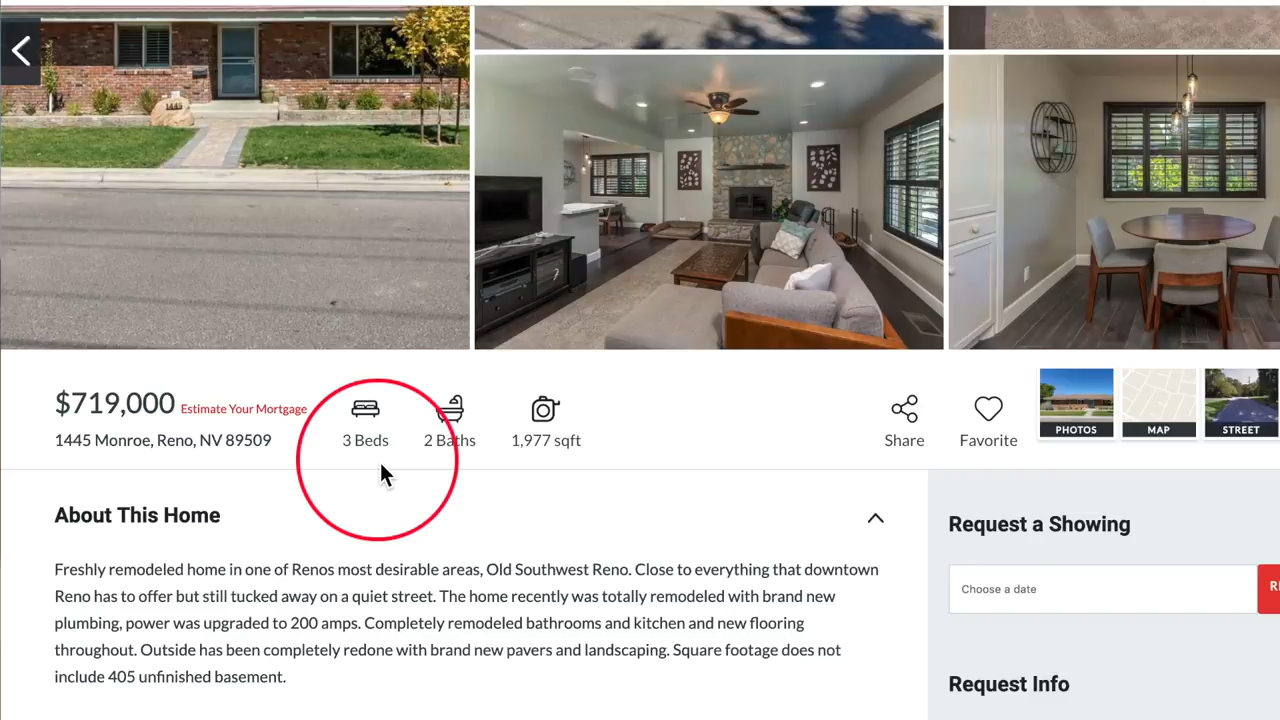 1445
$719,000 Estimate Your Mortgage
1445 Monroe, Reno, NV 89509
3 Beds
2 Baths
1,977 sqft
Share
Favorite
PHOTOS
MAP
STREET
About This Home
Freshly remodeled home in one of Renos most desirable areas, Old Southwest Reno. Close to everything that downtown
Reno has to offer but still tucked away on a quiet street. The home recently was totally remodeled with brand new
plumbing, power was upgraded to 200 amps. Completely remodeled bathrooms and kitchen and new flooring
throughout. Outside has been completely redone with brand new pavers and landscaping. Square footage does not
include 405 unfinished basement.
Request a Showing
Choose a date
Request Info